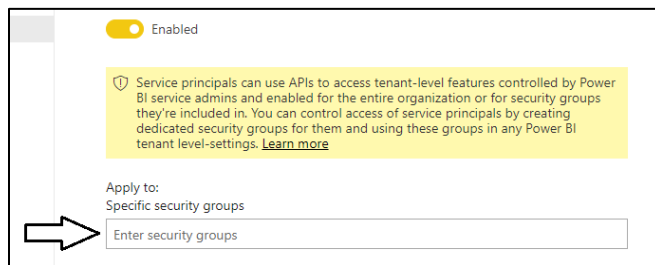 Enabled
Service principals can use APIs to access tenant-level features controlled by Power
BI service admins and enabled for the entire organization or for security groups
they're included in. You can control access of service principals by creating
dedicated security groups for them and using these groups in any Power BI
tenant level-settings. Learn more
Apply to:
Specific security groups
Enter security groups